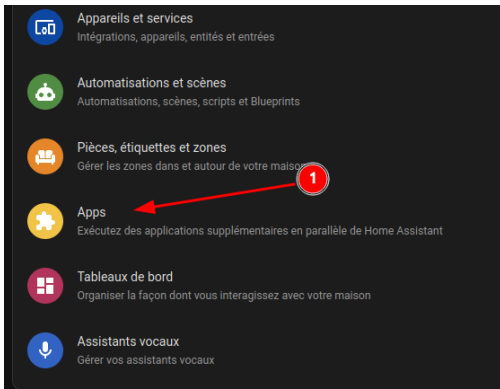 Appareils et services
Intégrations, appareils, entités et entrées
Automatisations et scènes
Automatisations, scènes, scripts et Blueprints
Pièces, étiquettes et zones
Gérer les zones dans et autour de votre maison
1
Apps
Exécutez des applications supplémentaires en parallèle de Home Assistant
Tableaux de bord
Organiser la façon dont vous interagissez avec votre maison
Assistants vocaux
Gérer vos assistants vocaux